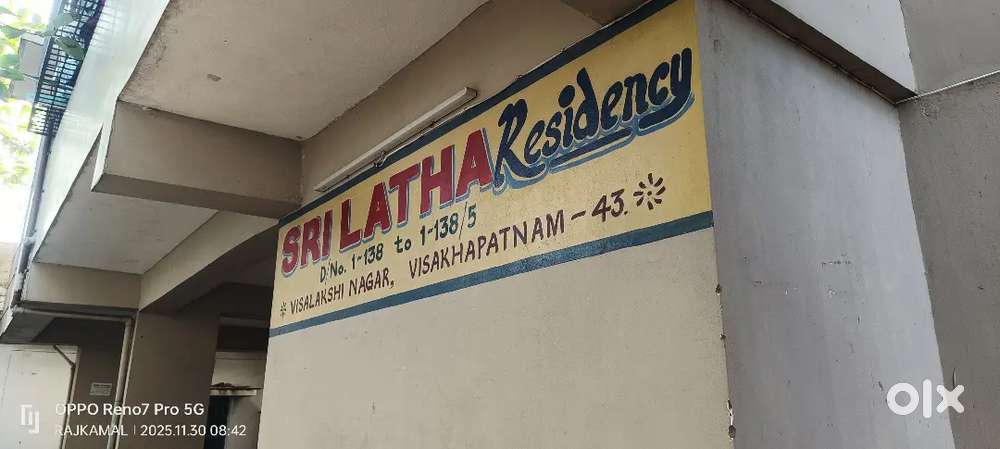 SRI LATHA Residency
D.No. 1-138 to 1-138/5
* VISALAKSHI NAGAR, VISAKHAPATNAM-43. *
OPPO Reno7 Pro 5G
RAJKAMAL | 2025.11.30 08:42
olx